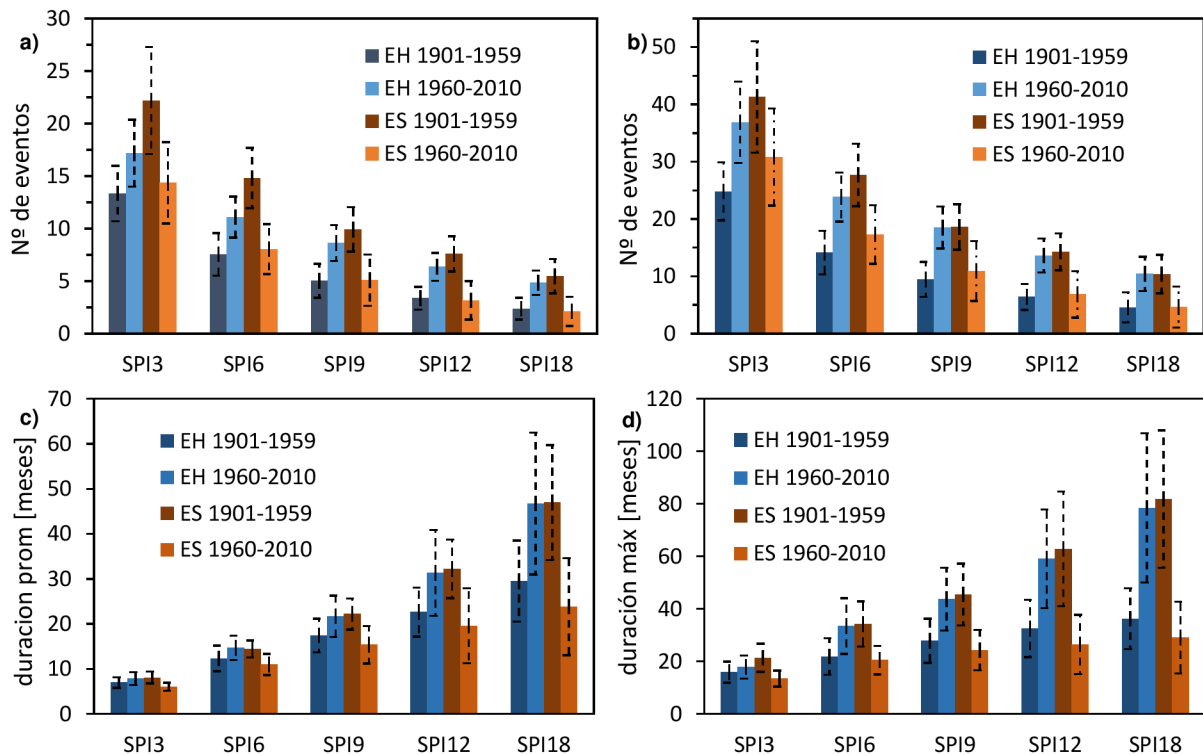 a)
Nº de eventos
30
25
20
15
10
5
0
EH 1901-1959
EH 1960-2010
ES 1901-1959
ES 1960-2010
SPI3 SPI6 SPI9 SPI12 SPI18
b)
Nº de eventos
50
40
30
20
10
0
EH 1901-1959
EH 1960-2010
ES 1901-1959
ES 1960-2010
SPI3 SPI6 SPI9 SPI12 SPI18
c)
duracion prom [meses]
70
60
50
40
30
20
10
0
EH 1901-1959
EH 1960-2010
ES 1901-1959
ES 1960-2010
SPI3 SPI6 SPI9 SPI12 SPI18
d)
duración máx [meses]
120
100
80
60
40
20
0
EH 1901-1959
EH 1960-2010
ES 1901-1959
ES 1960-2010
SPI3 SPI6 SPI9 SPI12 SPI18